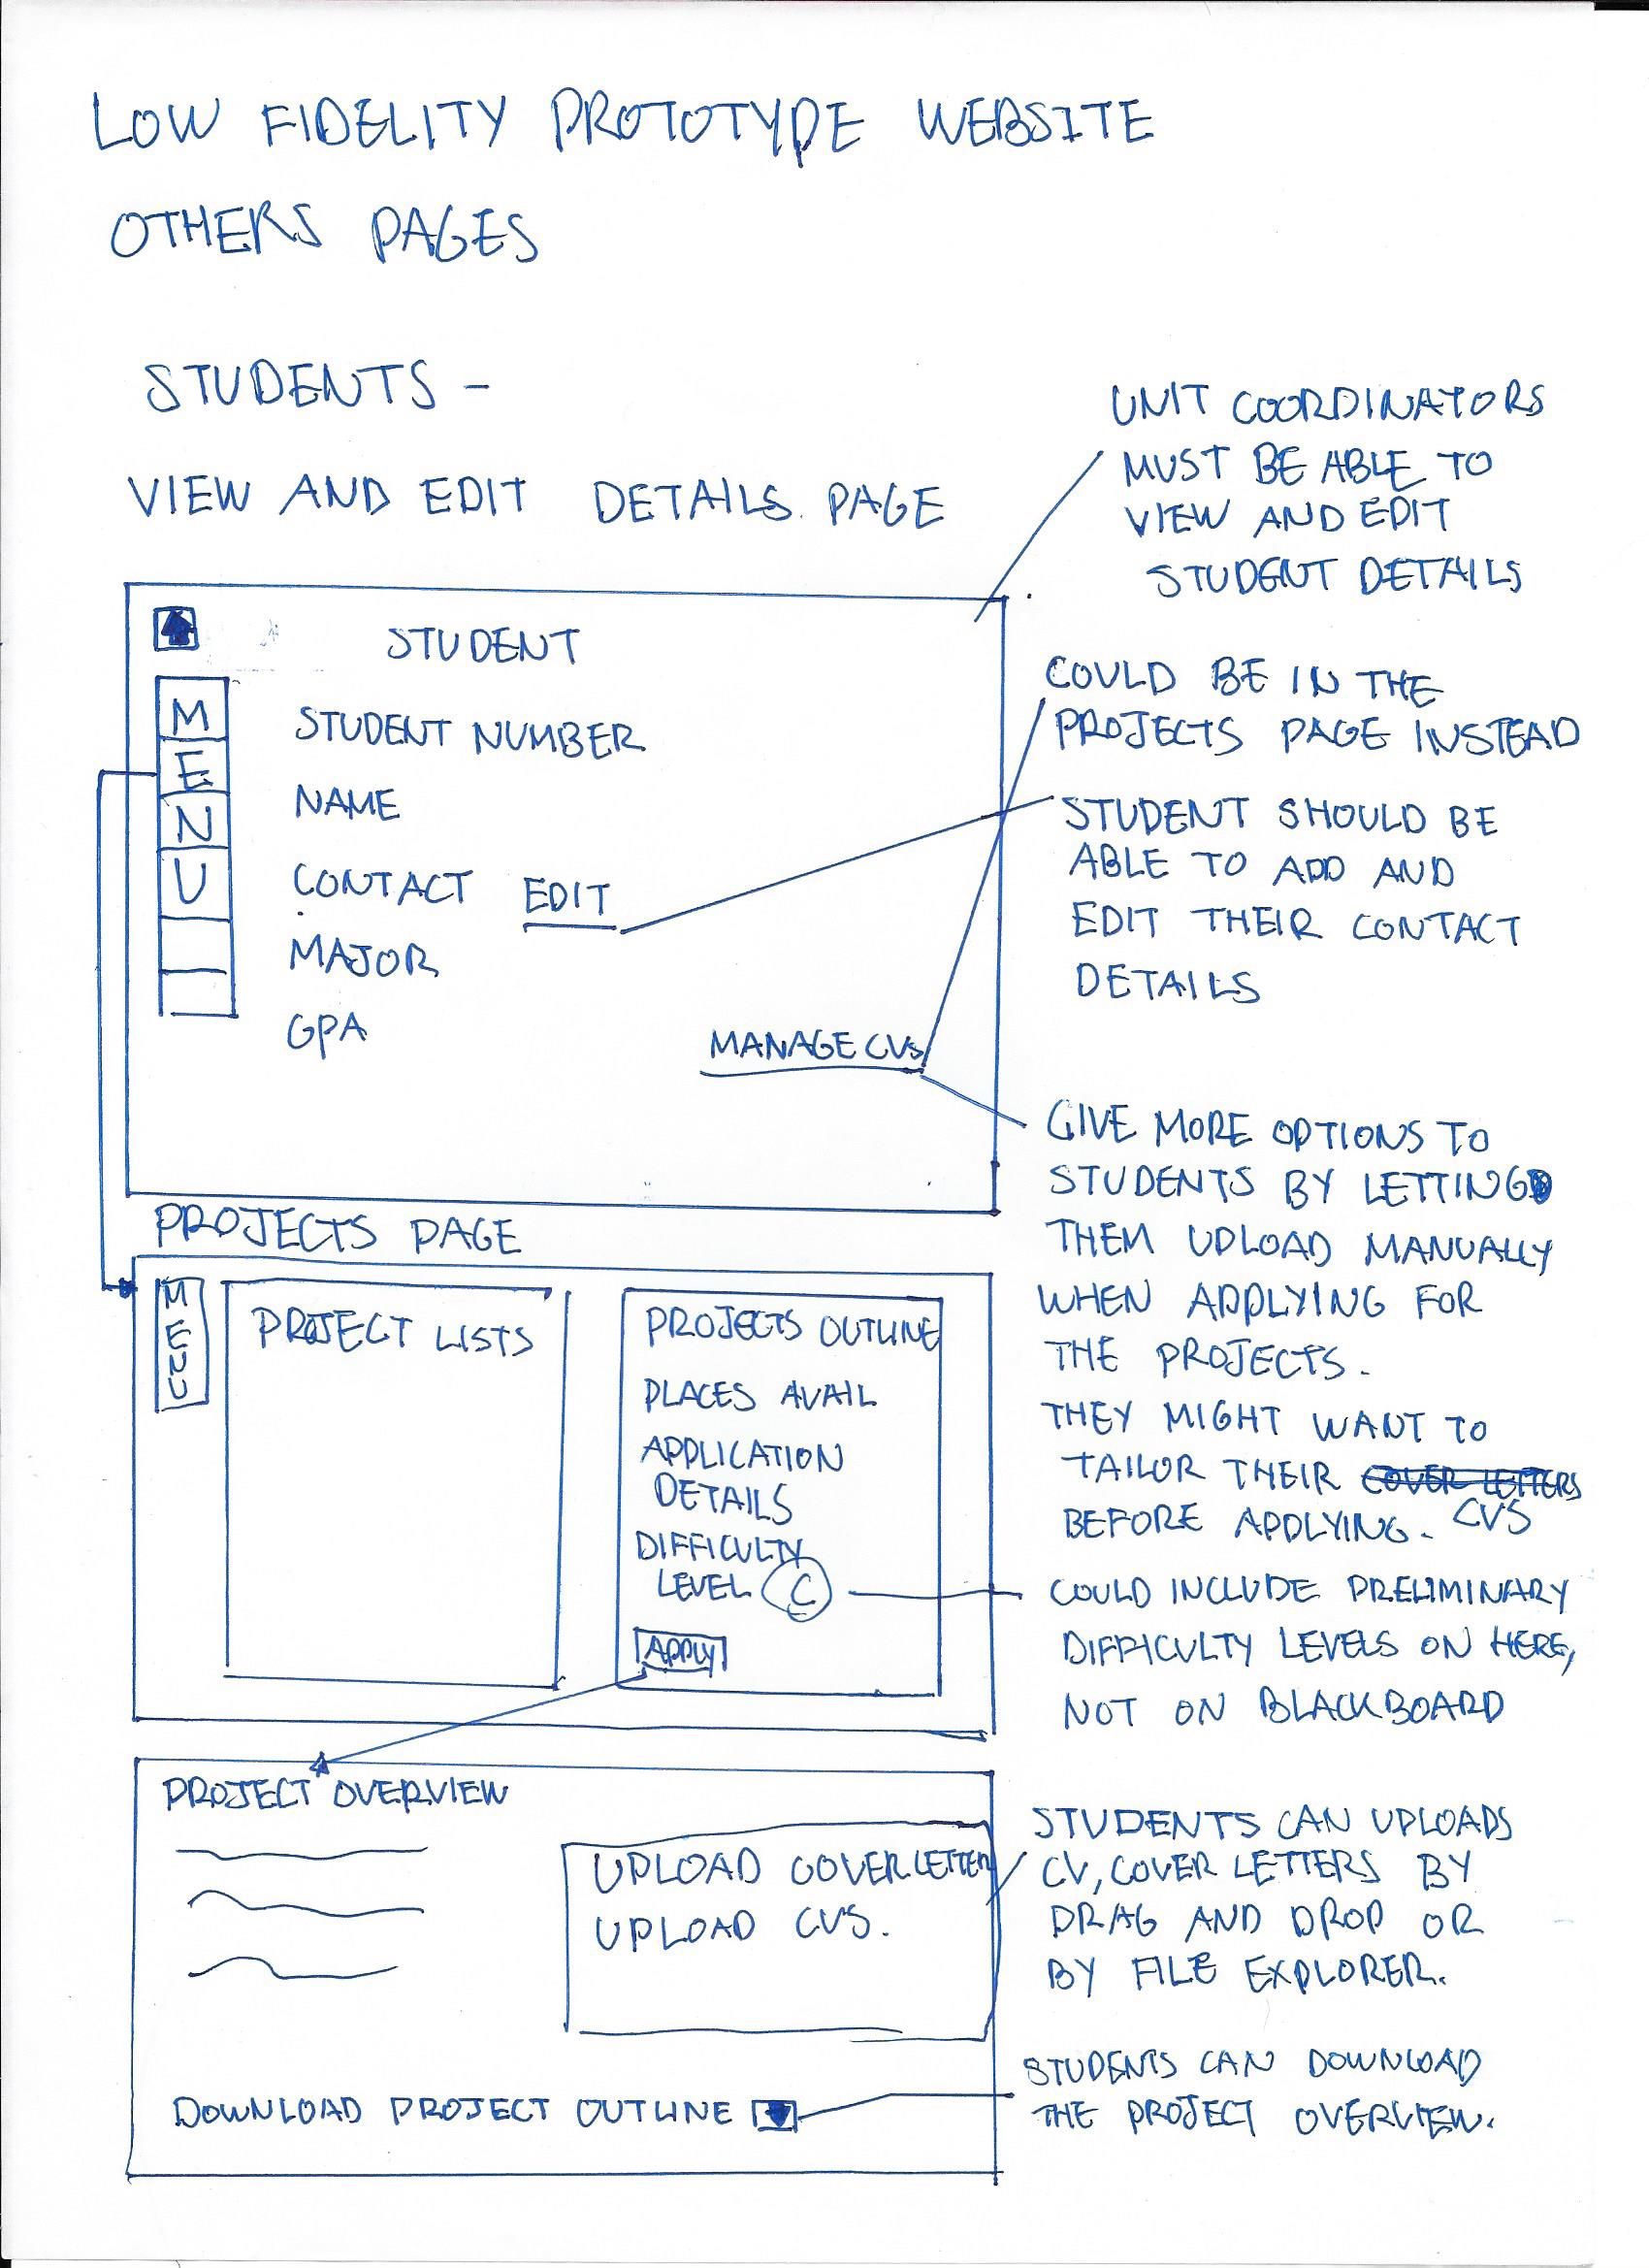 LOW FIDELITY PROTOTYPE WEBSITE
OTHERS PAGES
STUDENTS -
VIEW AND EDIT DETAILS PAGE
UNIT COORDINATORS
MUST BE ABLE TO
VIEW AND EDIT
STUDENT DETAILS
STUDENT
M
E
N
U
STUDENT NUMBER
NAME
CONTACT EDIT
MAJOR
GPA
MANAGE CVS
COULD BE IN THE
PROJECTS PAGE INSTEAD
STUDENT SHOULD BE
ABLE TO ADD AND
EDIT THEIR CONTACT
DETAILS
GIVE MORE OPTIONS TO
STUDENTS BY LETTING
THEM UPLOAD MANUALLY
WHEN APPLYING FOR
THE PROJECTS.
THEY MIGHT WANT TO
TAILOR THEIR COVER LETTERS
BEFORE APPLYING. CVS
PROJECTS PAGE
M
E
N
U
PROJECT LISTS
PROJECTS OUTLINE
PLACES AVAIL
APPLICATION
DETAILS
DIFFICULTY
LEVEL C
APPLY
COULD INCLUDE PRELIMINARY
DIFFICULTY LEVELS ON HERE,
NOT ON BLACKBOARD
PROJECT OVERVIEW
UPLOAD COVER LETTER
UPLOAD CVS.
DOWNLOAD PROJECT OUTLINE
STUDENTS CAN UPLOADS
CV, COVER LETTERS BY
DRAG AND DROP OR
BY FILE EXPLORER.
STUDENTS CAN DOWNLOAD
THE PROJECT OVERVIEW.